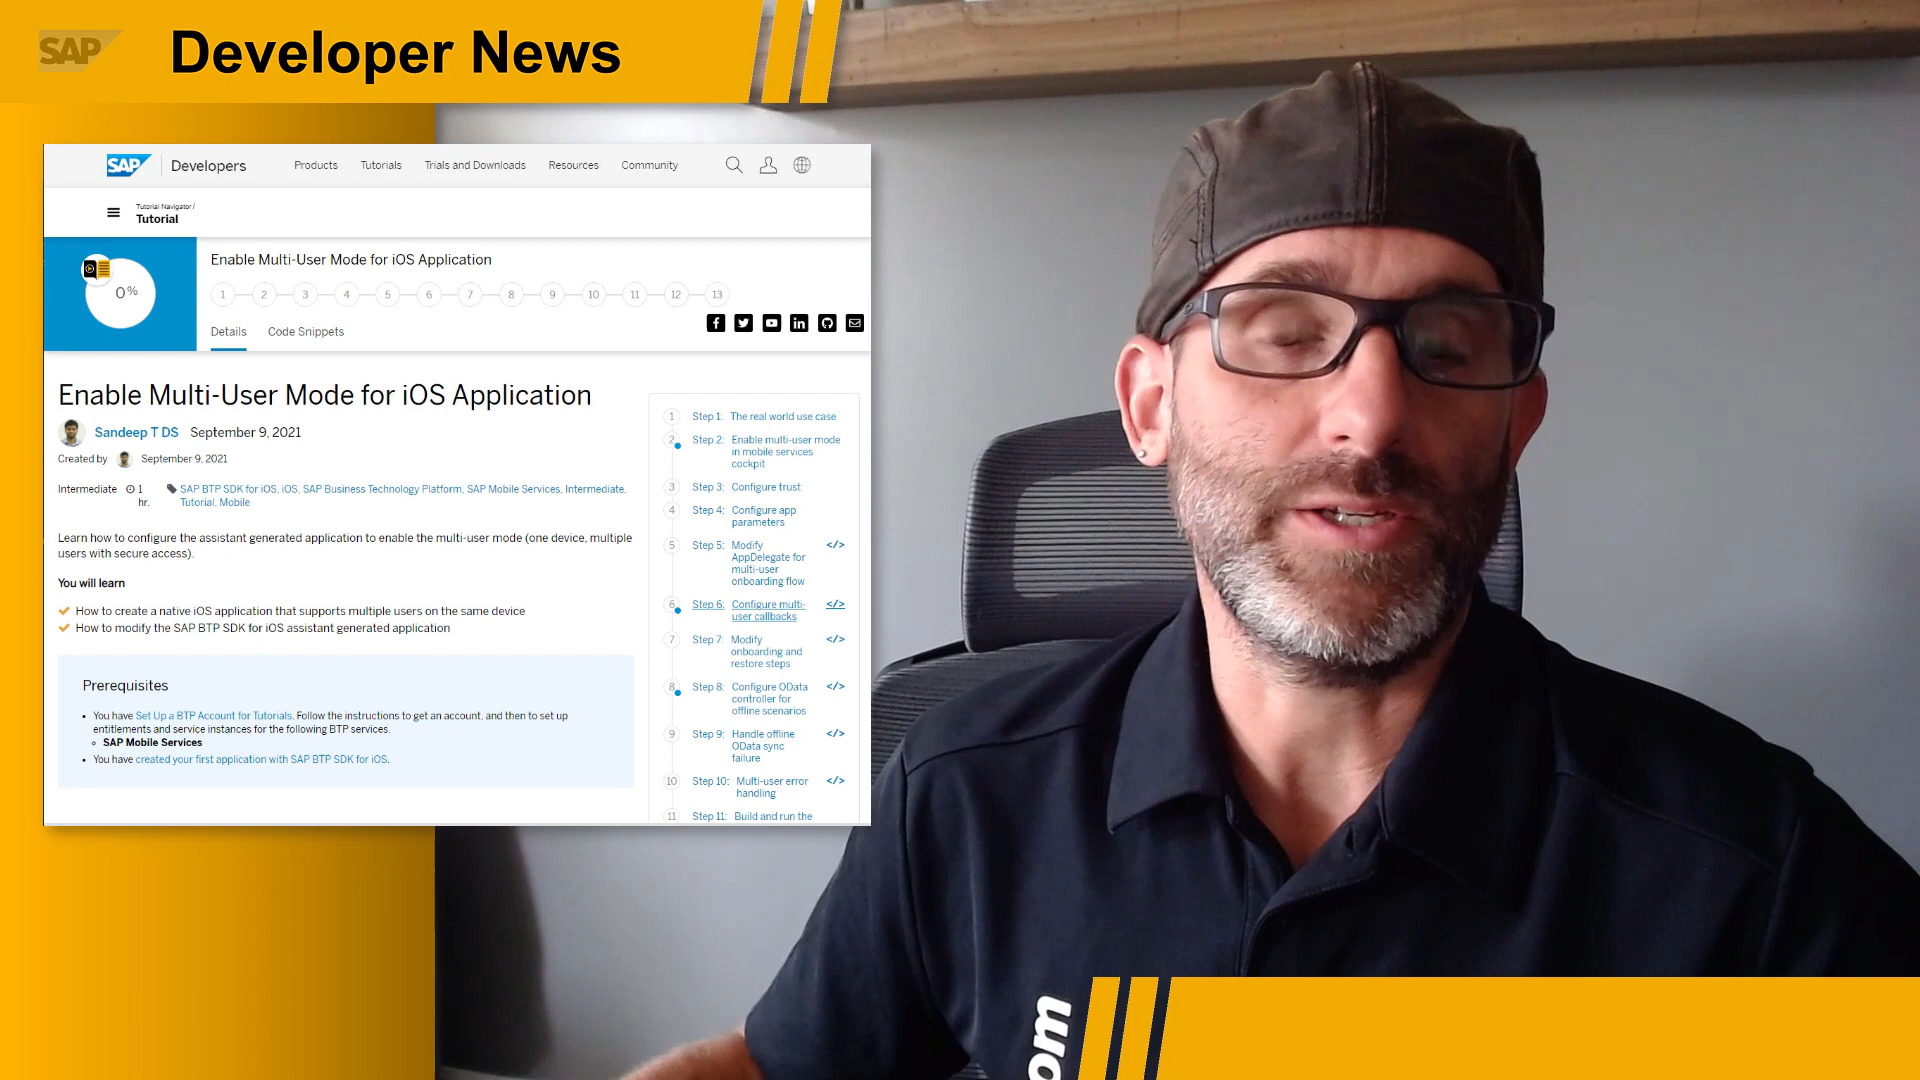 SAP Developer News
SAP Developers Products Tutorials Trials and Downloads Resources Community
Tutorial Navigator /
Tutorial
0%
Enable Multi-User Mode for iOS Application
1 2 3 4 5 6 7 8 9 10 11 12 13
Details Code Snippets
Enable Multi-User Mode for iOS Application
Sandeep T DS September 9, 2021
Created by September 9, 2021
Intermediate 1 hr. SAP BTP SDK for iOS, iOS, SAP Business Technology Platform, SAP Mobile Services, Intermediate,
Tutorial, Mobile
Learn how to configure the assistant generated application to enable the multi-user mode (one device, multiple
users with secure access).
You will learn
How to create a native iOS application that supports multiple users on the same device
How to modify the SAP BTP SDK for iOS assistant generated application
Prerequisites
• You have Set Up a BTP Account for Tutorials. Follow the instructions to get an account, and then to set up
entitlements and service instances for the following BTP services.
SAP Mobile Services
• You have created your first application with SAP BTP SDK for iOS.
1 Step 1: The real world use case
2 Step 2: Enable multi-user mode
in mobile services
cockpit
3 Step 3: Configure trust
4 Step 4: Configure app
parameters
5 Step 5: Modify </>
AppDelegate for
multi-user
onboarding flow
6 Step 6: Configure multi- </>
user callbacks
7 Step 7: Modify </>
onboarding and
restore steps
8 Step 8: Configure OData </>
controller for
offline scenarios
9 Step 9: Handle offline </>
OData sync
failure
10 Step 10: Multi-user error </>
handling
11 Step 11: Build and run the
om